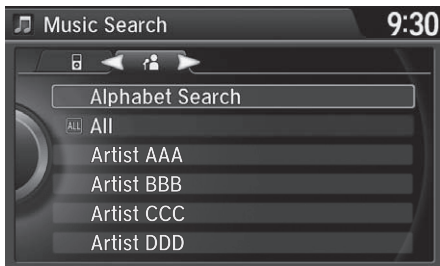 Music Search
9:30
Alphabet Search
ALL All
Artist AAA
Artist BBB
Artist CCC
Artist DDD